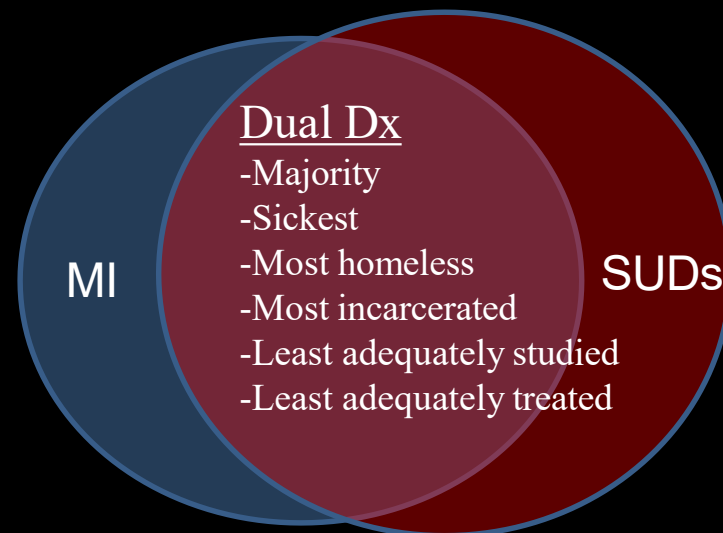 Dual Dx
-Majority
-Sickest
-Most homeless
-Most incarcerated
-Least adequately studied
-Least adequately treated
MI
SUDs